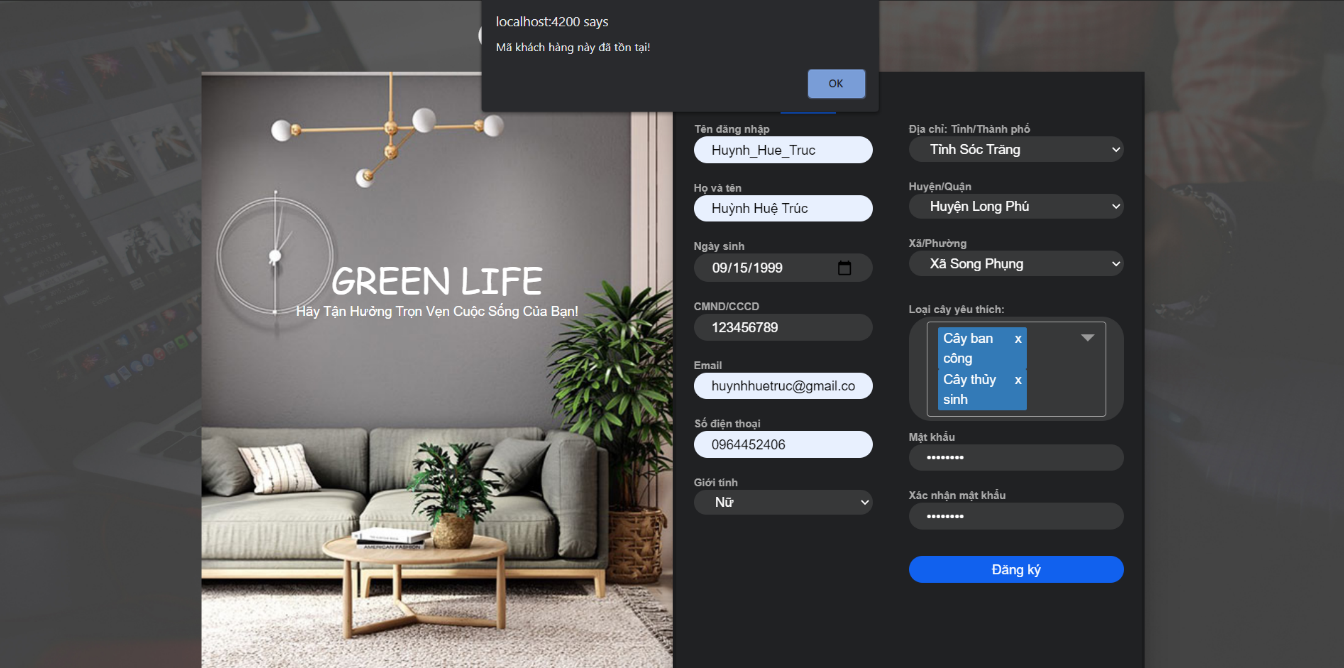 localhost:4200 says
Mã khách hàng này đã tồn tại!
OK
GREEN LIFE
Hãy Tận Hưởng Trọn Vẹn Cuộc Sống Của Bạn!
AMERICAN FASHION
Tên đăng nhập
Huynh_Hue_Truc
Họ và tên
Huỳnh Huệ Trúc
Ngày sinh
09/15/1999
CMND/CCCD
123456789
Email
huynhhuetruc@gmail.co
Số điện thoại
0964452406
Giới tính
Nữ
Địa chỉ: Tỉnh/Thành phố
Tỉnh Sóc Trăng
Huyện/Quận
Huyện Long Phú
Xã/Phường
Xã Song Phụng
Loại cây yêu thích:
Cây ban x
công
Cây thủy x
sinh
Mật khẩu
••••••••
Xác nhận mật khẩu
••••••••
Đăng ký